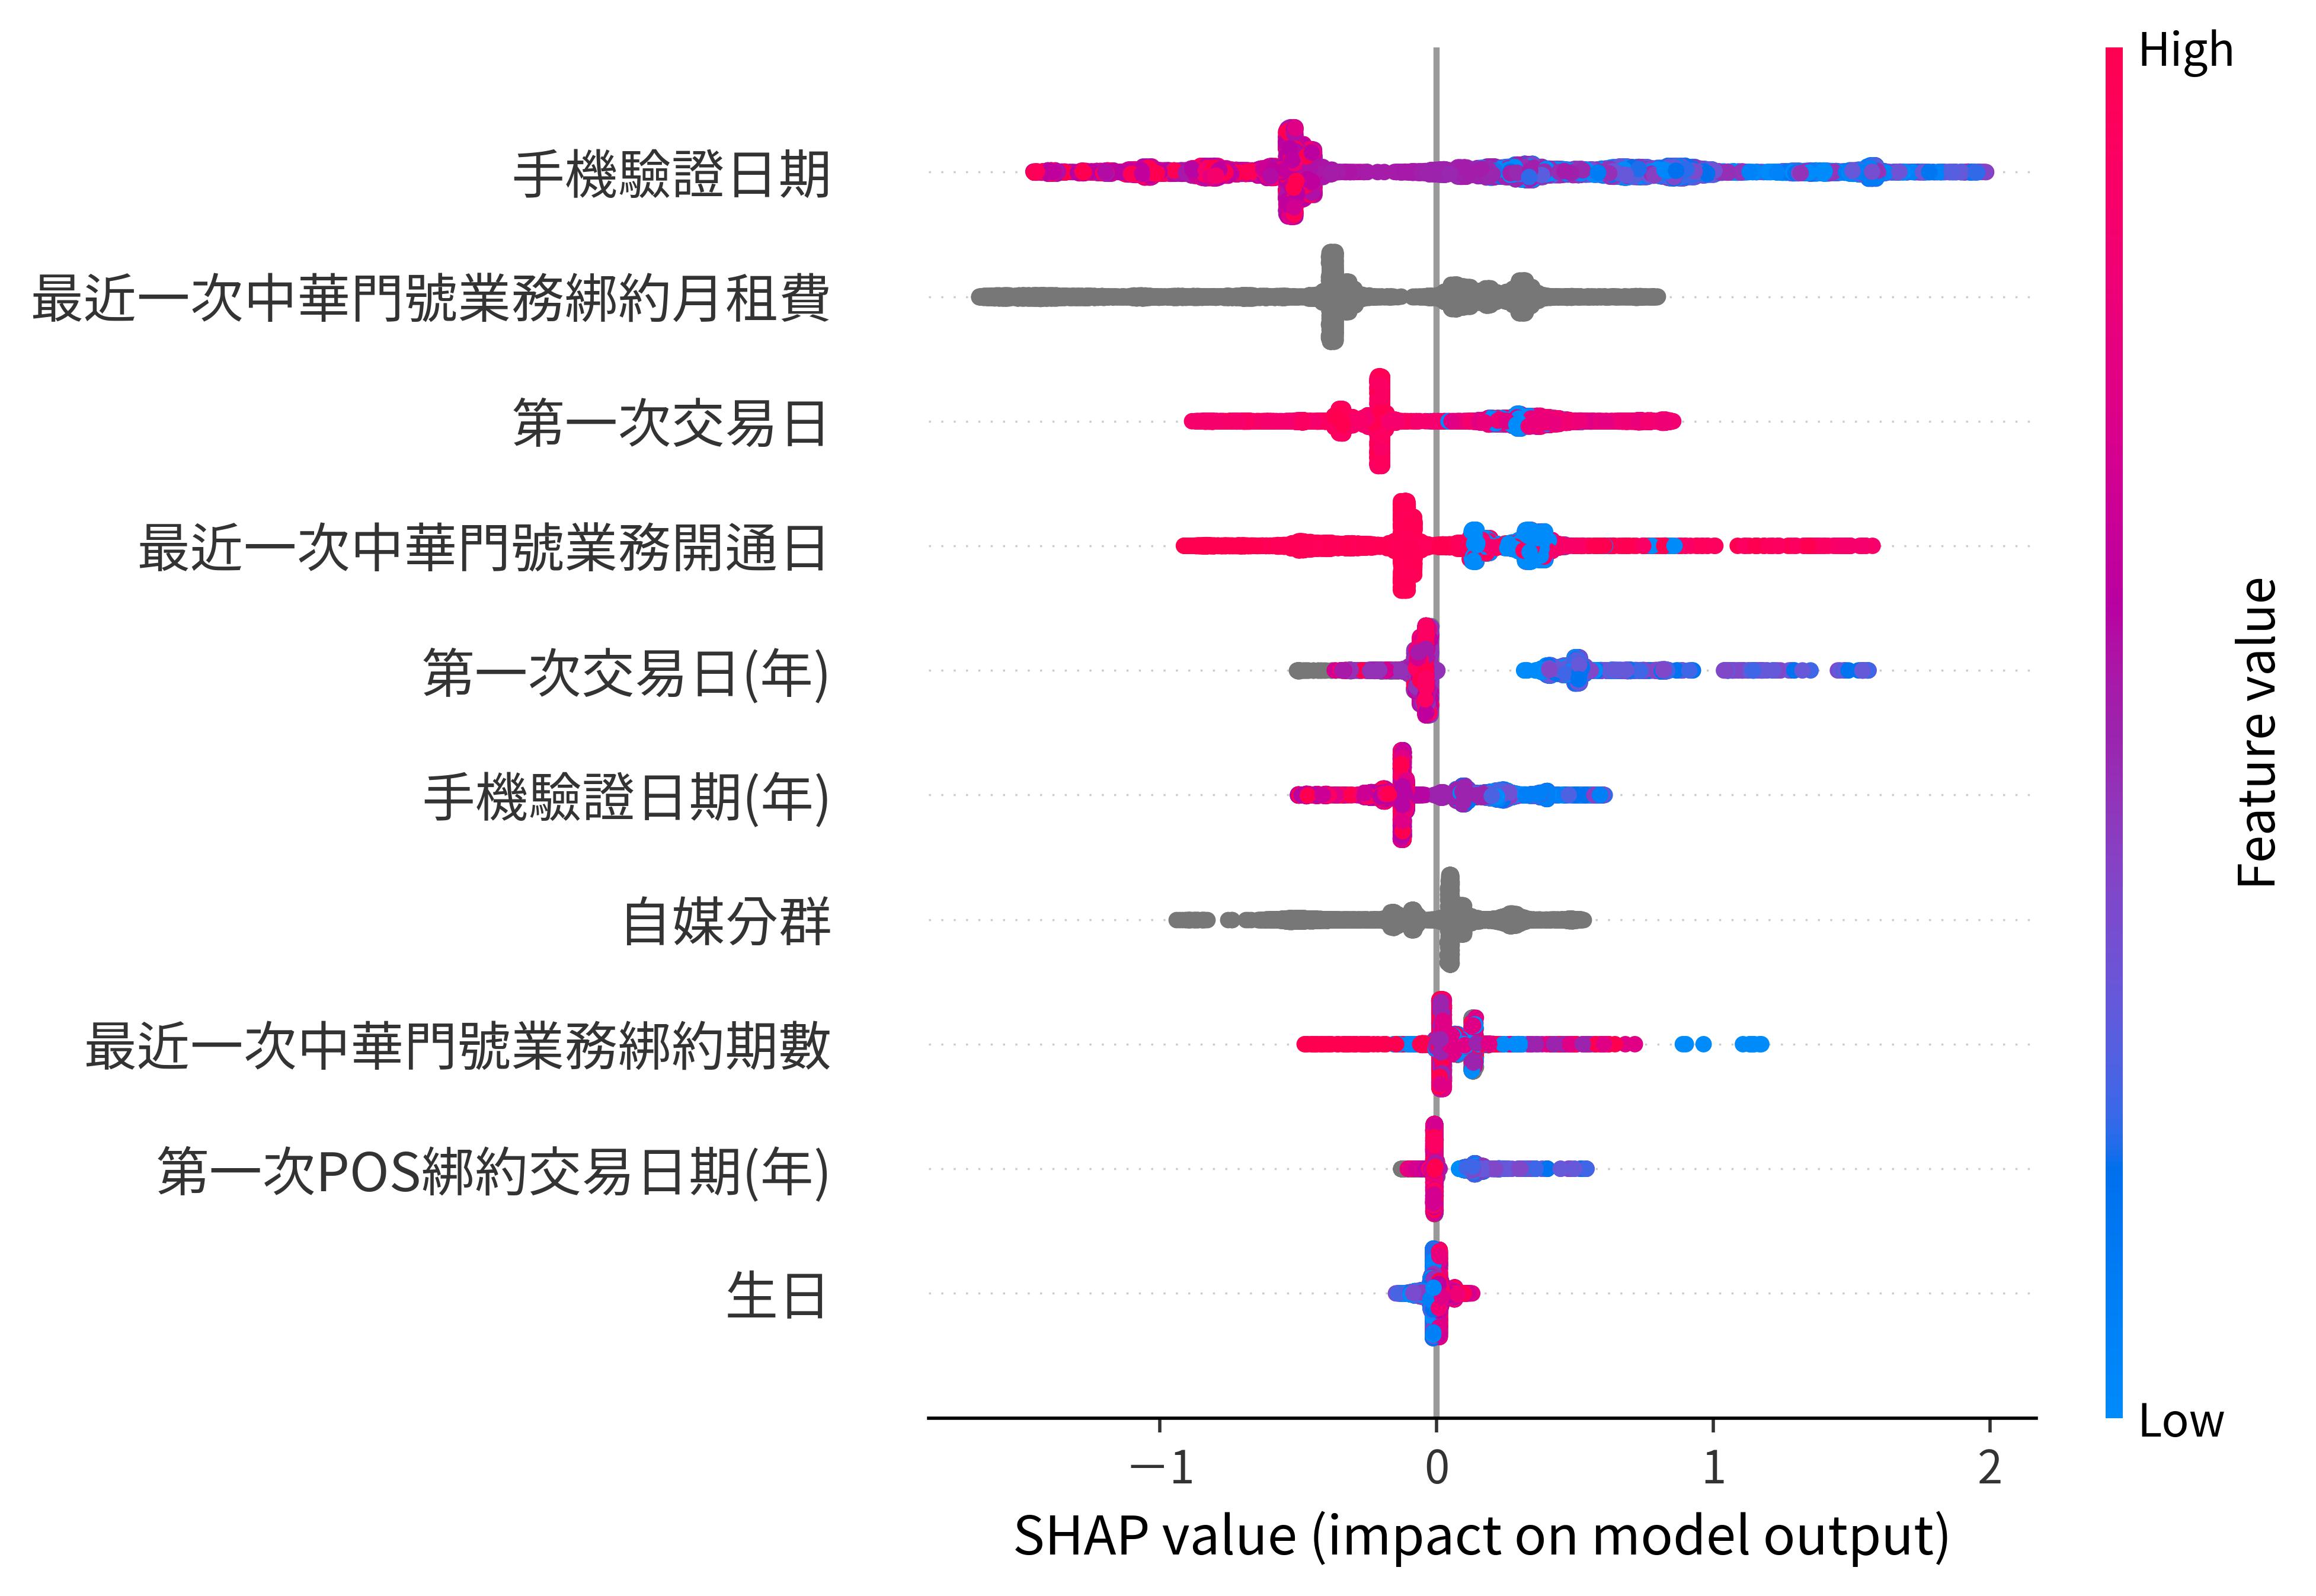 High
手機驗證日期
最近一次中華門號業務綁約月租費
第一次交易日
最近一次中華門號業務開通日
第一次交易日(年)
手機驗證日期(年)
自媒分群
最近一次中華門號業務綁約期數
第一次POS綁約交易日期(年)
生日
Feature value
Low
−1 0 1 2
SHAP value (impact on model output)